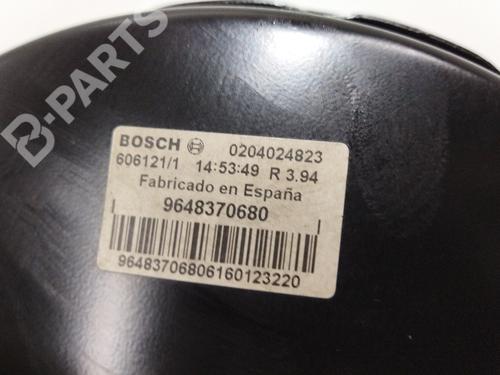 B-PARTS
BOSCH 0204024823
606121/1 14:53:49 R 3.94
Fabricado en España
9648370680
96483706806160123220